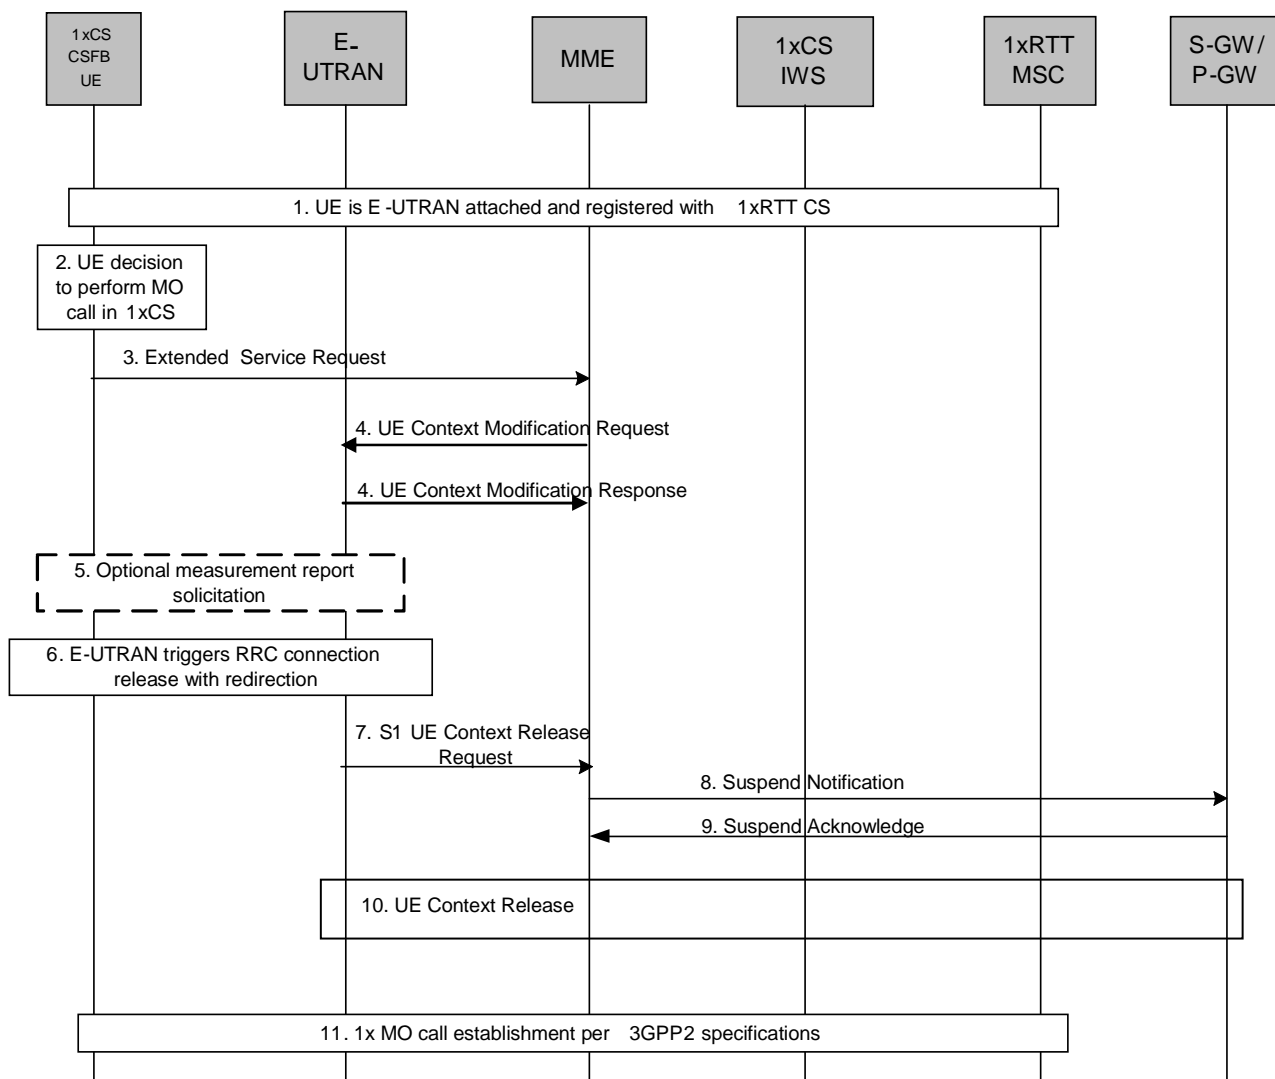 1xCS
CSFB
UE
E-
UTRAN
MME
1xCS
IWS
1xRTT
MSC
S-GW/
P-GW
1. UE is E-UTRAN attached and registered with 1xRTT CS
2. UE decision
to perform MO
call in 1xCS
3. Extended Service Request
4. UE Context Modification Request
4. UE Context Modification Response
5. Optional measurement report
solicitation
6. E-UTRAN triggers RRC connection
release with redirection
7. S1 UE Context Release
Request
8. Suspend Notification
9. Suspend Acknowledge
10. UE Context Release
11. 1x MO call establishment per 3GPP2 specifications